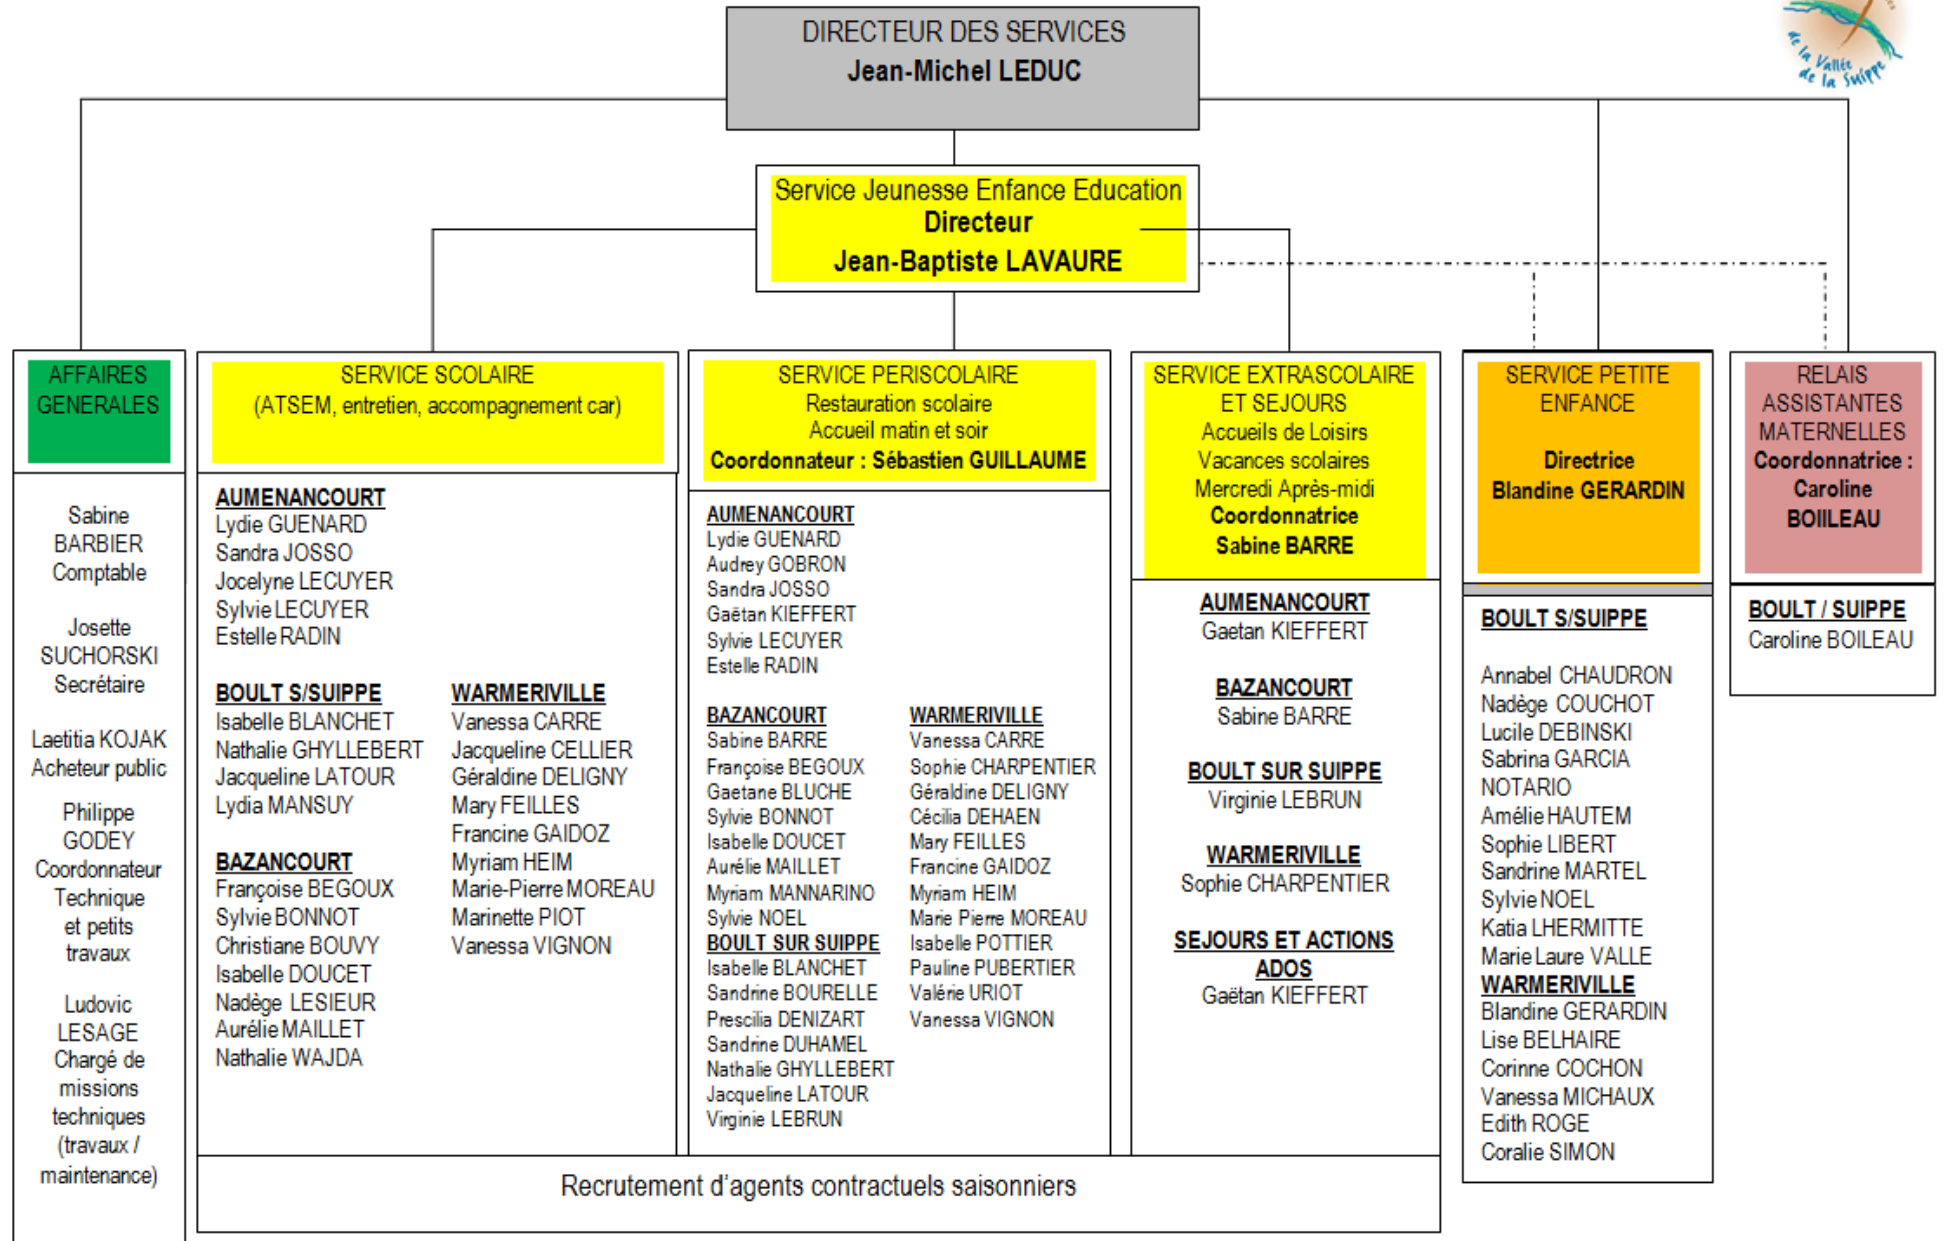 DIRECTEUR DES SERVICES
Jean-Michel LEDUC
de la Vallée
de la Suippe
Service Jeunesse Enfance Education
Directeur
Jean-Baptiste LAVAURE
AFFAIRES
GENERALES
Sabine
BARBIER
Comptable
Josette
SUCHORSKI
Secrétaire
Laetitia KOJAK
Acheteur public
Philippe
GODEY
Coordonnateur
Technique
et petits
travaux
Ludovic
LESAGE
Chargé de
missions
techniques
(travaux /
maintenance)
SERVICE SCOLAIRE
(ATSEM, entretien, accompagnement car)
AUMENANCOURT
Lydie GUENARD
Sandra JOSSO
Jocelyne LECUYER
Sylvie LECUYER
Estelle RADIN
BOULT S/SUIPPE
Isabelle BLANCHET
Nathalie GHYLLEBERT
Jacqueline LATOUR
Lydia MANSUY
BAZANCOURT
Françoise BEGOUX
Sylvie BONNOT
Christiane BOUVY
Isabelle DOUCET
Nadège LESIEUR
Aurélie MAILLET
Nathalie WAJDA
WARMERIVILLE
Vanessa CARRE
Jacqueline CELLIER
Géraldine DELIGNY
Mary FEILLES
Francine GAIDOZ
Myriam HEIM
Marie-Pierre MOREAU
Marinette PIOT
Vanessa VIGNON
SERVICE PERISCOLAIRE
Restauration scolaire
Accueil matin et soir
Coordonnateur : Sébastien GUILLAUME
AUMENANCOURT
Lydie GUENARD
Audrey GOBRON
Sandra JOSSO
Gaëtan KIEFFERT
Sylvie LECUYER
Estelle RADIN
BAZANCOURT
Sabine BARRE
Françoise BEGOUX
Gaetane BLUCHE
Sylvie BONNOT
Isabelle DOUCET
Aurélie MAILLET
Myriam MANNARINO
Sylvie NOEL
BOULT SUR SUIPPE
Isabelle BLANCHET
Sandrine BOURELLE
Prescilia DENIZART
Sandrine DUHAMEL
Nathalie GHYLLEBERT
Jacqueline LATOUR
Virginie LEBRUN
WARMERIVILLE
Vanessa CARRE
Sophie CHARPENTIER
Géraldine DELIGNY
Cécilia DEHAEN
Mary FEILLES
Francine GAIDOZ
Myriam HEIM
Marie Pierre MOREAU
Isabelle POTTIER
Pauline PUBERTIER
Valérie URIOT
Vanessa VIGNON
SERVICE EXTRASCOLAIRE
ET SEJOURS
Accueils de Loisirs
Vacances scolaires
Mercredi Après-midi
Coordonnatrice
Sabine BARRE
AUMENANCOURT
Gaetan KIEFFERT
BAZANCOURT
Sabine BARRE
BOULT SUR SUIPPE
Virginie LEBRUN
WARMERIVILLE
Sophie CHARPENTIER
SEJOURS ET ACTIONS
ADOS
Gaëtan KIEFFERT
Recrutement d'agents contractuels saisonniers
SERVICE PETITE
ENFANCE
Directrice
Blandine GERARDIN
BOULT S/SUIPPE
Annabel CHAUDRON
Nadège COUCHOT
Lucile DEBINSKI
Sabrina GARCIA
NOTARIO
Amélie HAUTEM
Sophie LIBERT
Sandrine MARTEL
Sylvie NOEL
Katia LHERMITTE
Marie Laure VALLE
WARMERIVILLE
Blandine GERARDIN
Lise BELHAIRE
Corinne COCHON
Vanessa MICHAUX
Edith ROGE
Coralie SIMON
RELAIS
ASSISTANTES
MATERNELLES
Coordonnatrice :
Caroline
BOIILEAU
BOULT / SUIPPE
Caroline BOILEAU